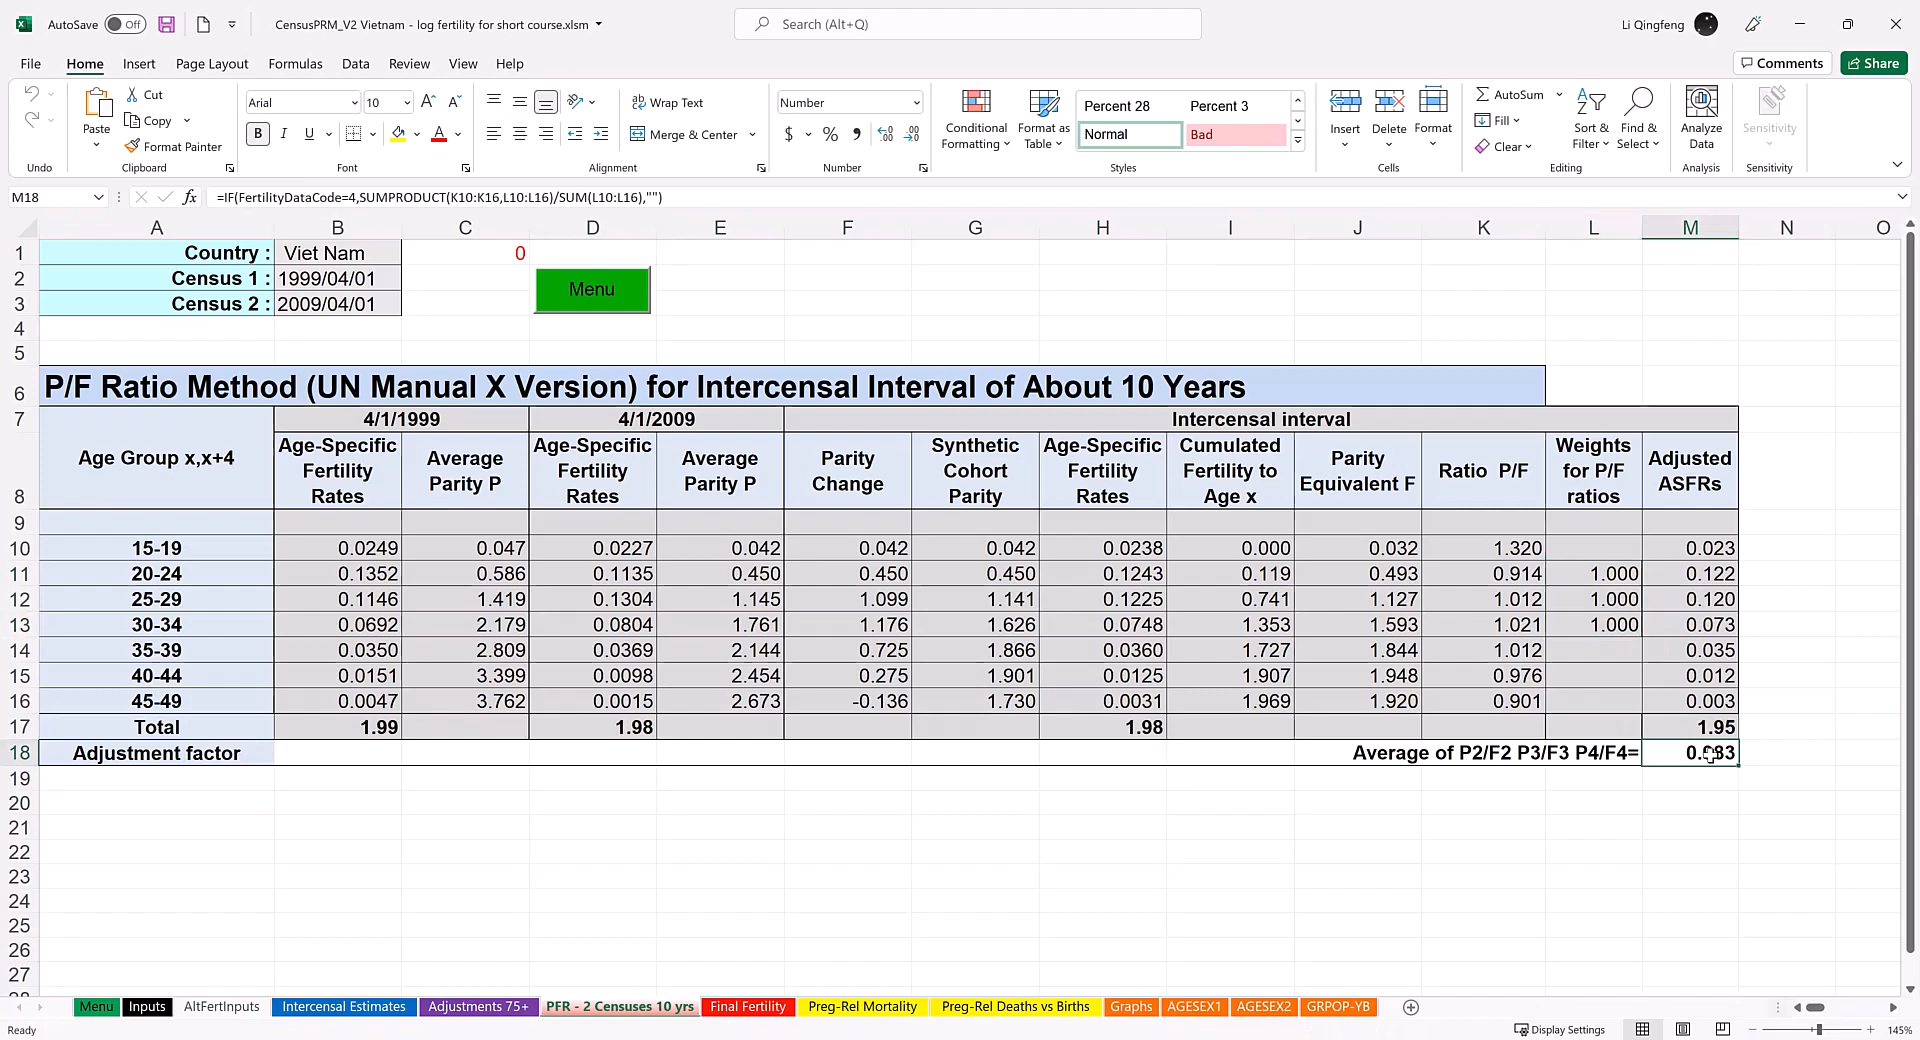 AutoSave Off CensusPRM_V2 Vietnam - log fertility for short course.xlsm Search (Alt+Q) Li Qingfeng
File Home Insert Page Layout Formulas Data Review View Help Comments Share
Undo
Paste Cut Copy Format Painter Clipboard
Arial 10 B I U A Font
Wrap Text Merge & Center Alignment
Number $ % Number
Conditional Formatting Format as Table Percent 28 Percent 3 Normal Bad Styles
Insert Delete Format Cells
AutoSum Fill Clear Sort & Filter Find & Select Editing
Analyze Data Analysis
Sensitivity Sensitivity
M18 fx =IF(FertilityDataCode=4,SUMPRODUCT(K10:K16,L10:L16)/SUM(L10:L16),"")
A B C D E F G H I J K L M N O
1 Country : Viet Nam 0
2 Census 1 : 1999/04/01 Menu
3 Census 2 : 2009/04/01
4
5
6 P/F Ratio Method (UN Manual X Version) for Intercensal Interval of About 10 Years
7 4/1/1999 4/1/2009 Intercensal interval
8 Age Group x,x+4 Age-Specific Fertility Rates Average Parity P Age-Specific Fertility Rates Average Parity P Parity Change Synthetic Cohort Parity Age-Specific Fertility Rates Cumulated Fertility to Age x Parity Equivalent F Ratio P/F Weights for P/F ratios Adjusted ASFRs
9
10 15-19 0.0249 0.047 0.0227 0.042 0.042 0.042 0.0238 0.000 0.032 1.320 0.023
11 20-24 0.1352 0.586 0.1135 0.450 0.450 0.450 0.1243 0.119 0.493 0.914 1.000 0.122
12 25-29 0.1146 1.419 0.1304 1.145 1.099 1.141 0.1225 0.741 1.127 1.012 1.000 0.120
13 30-34 0.0692 2.179 0.0804 1.761 1.176 1.626 0.0748 1.353 1.593 1.021 1.000 0.073
14 35-39 0.0350 2.809 0.0369 2.144 0.725 1.866 0.0360 1.727 1.844 1.012 0.035
15 40-44 0.0151 3.399 0.0098 2.454 0.275 1.901 0.0125 1.907 1.948 0.976 0.012
16 45-49 0.0047 3.762 0.0015 2.673 -0.136 1.730 0.0031 1.969 1.920 0.901 0.003
17 Total 1.99 1.98 1.98 1.95
18 Adjustment factor Average of P2/F2 P3/F3 P4/F4=
19
20
21
22
23
24
25
26
27
Menu Inputs AltFertInputs Intercensal Estimates Adjustments 75+ PFR - 2 Censuses 10 yrs Final Fertility Preg-Rel Mortality Preg-Rel Deaths vs Births Graphs AGESEX1 AGESEX2 GRPOP-YB
Ready Display Settings 145%